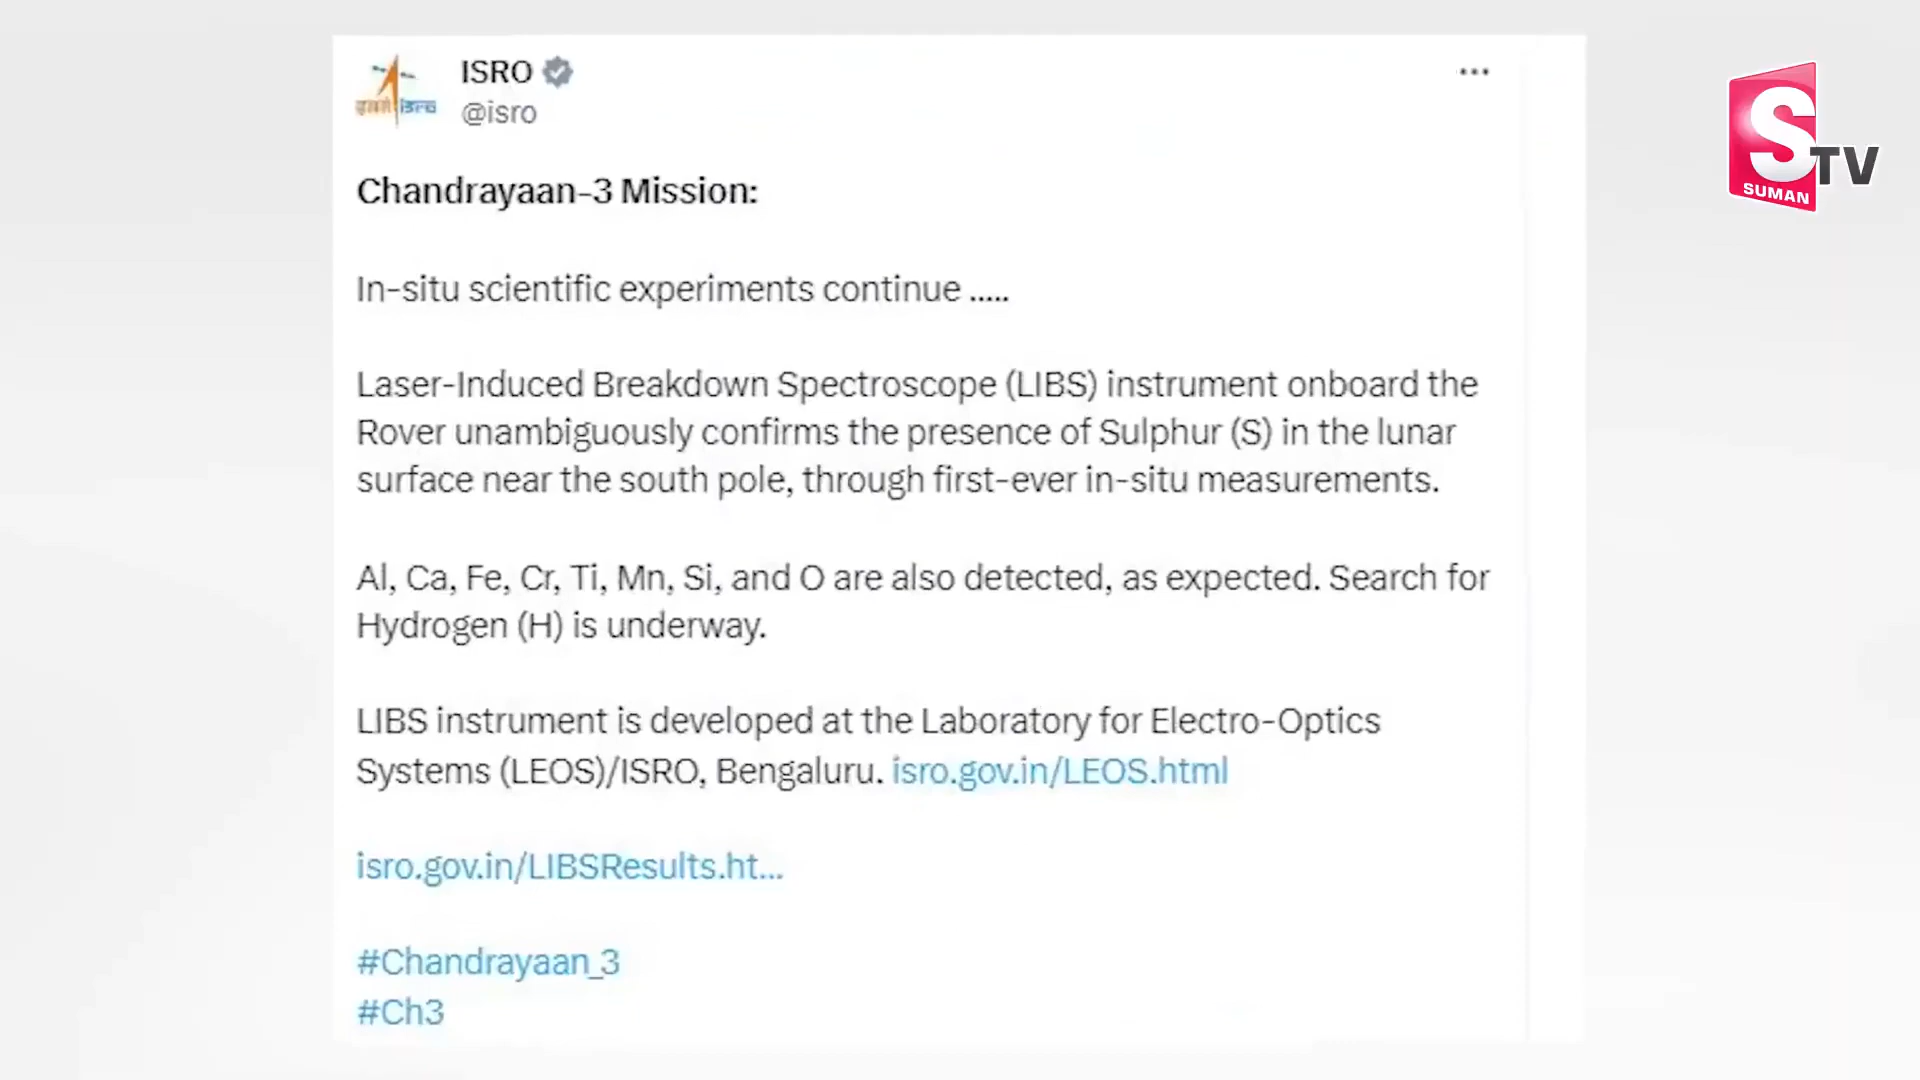 ISRO
@isro
इसरो isro
Chandrayaan-3 Mission:
In-situ scientific experiments continue .....
Laser-Induced Breakdown Spectroscope (LIBS) instrument onboard the
Rover unambiguously confirms the presence of Sulphur (S) in the lunar
surface near the south pole, through first-ever in-situ measurements.
Al, Ca, Fe, Cr, Ti, Mn, Si, and O are also detected, as expected. Search for
Hydrogen (H) is underway.
LIBS instrument is developed at the Laboratory for Electro-Optics
Systems (LEOS)/ISRO, Bengaluru. isro.gov.in/LEOS.html
isro.gov.in/LIBSResults.ht...
#Chandrayaan_3
#Ch3
S TV
SUMAN